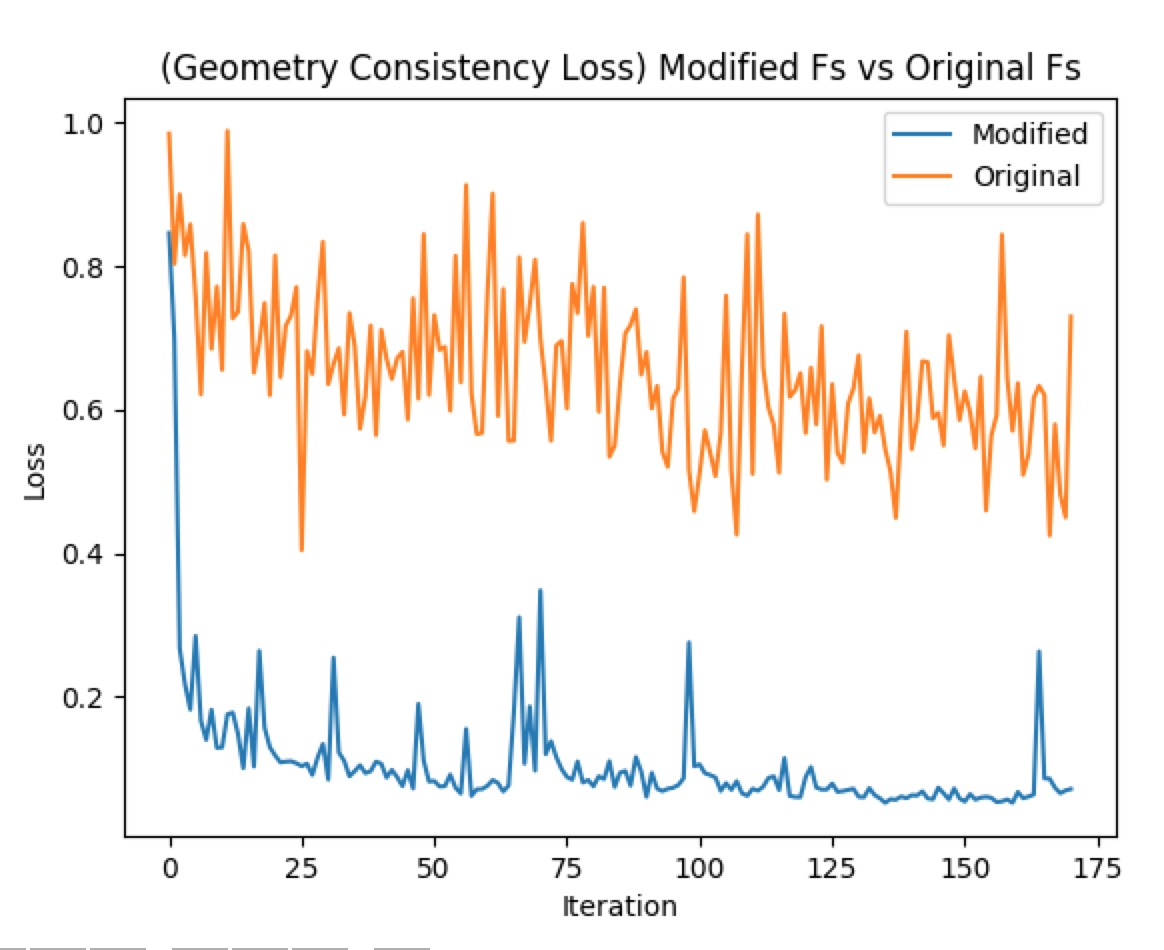 (Geometry Consistency Loss) Modified Fs vs Original Fs
Modified
Original
1.0
0.8
0.6
0.4
0.2
Loss
0 25 50 75 100 125 150 175
Iteration